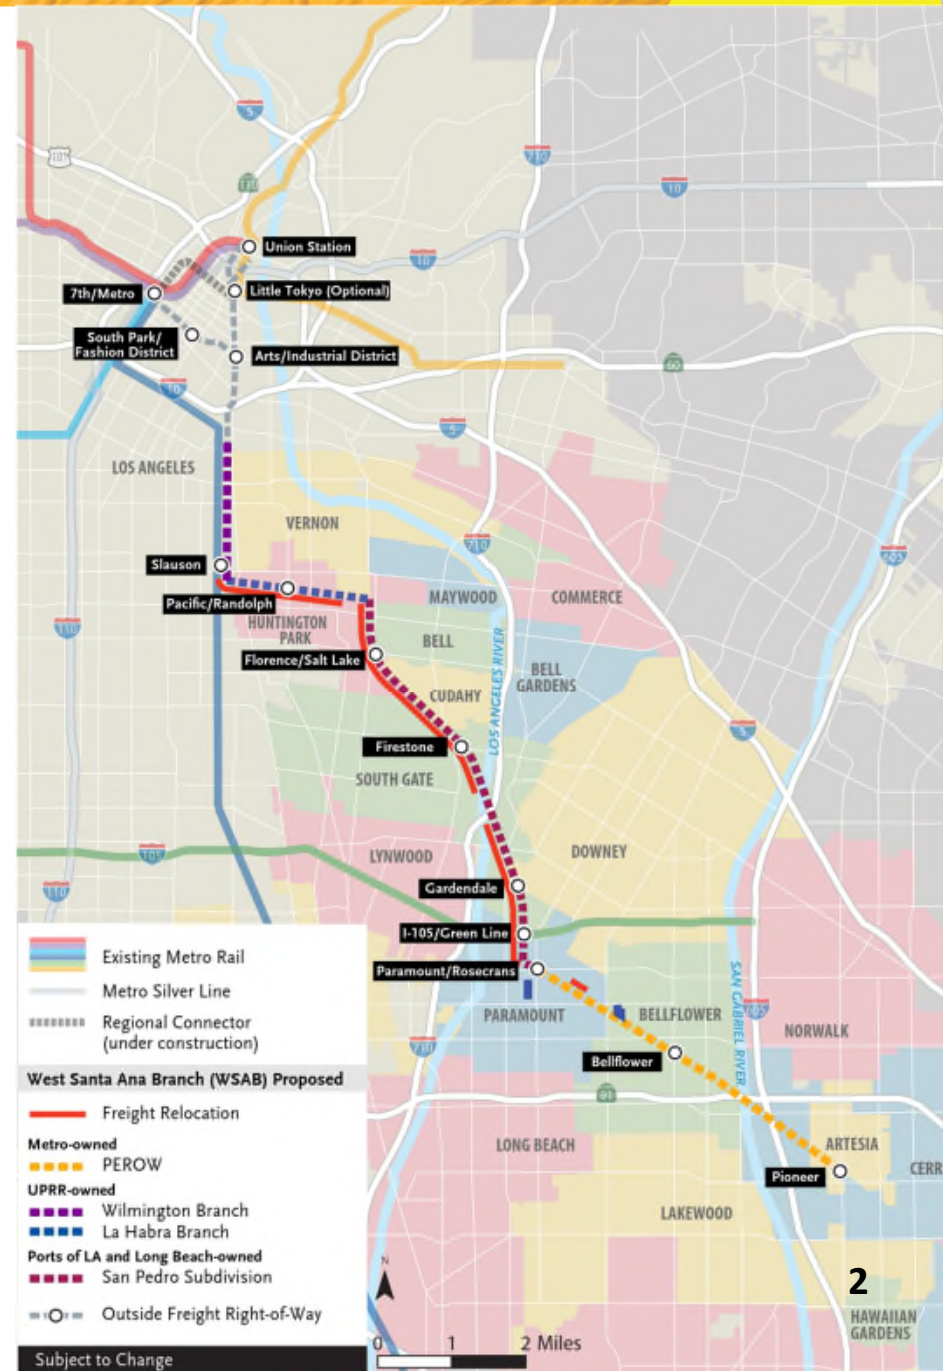 5
101
710
110
10
Union Station
10
7th/Metro
Little Tokyo (Optional)
South Park/
Fashion District
Arts/Industrial District
60
10
5
LOS ANGELES
VERNON
710
605
Slauson
Pacific/Randolph
MAYWOOD
COMMERCE
110
HUNTINGTON
PARK
BELL
LOS ANGELES RIVER
Florence/Salt Lake
BELL
GARDENS
CUDAHY
5
Firestone
SOUTH GATE
105
LYNWOOD
DOWNEY
110
Gardendale
I-105/Green Line
Paramount/Rosecrans
SAN GABRIEL RIVER
PARAMOUNT
BELLFLOWER
605
NORWALK
710
Bellflower
91
LONG BEACH
ARTESIA
CERR
Pioneer
LAKEWOOD
2
HAWAIIAN
GARDENS
Existing Metro Rail
Metro Silver Line
Regional Connector
(under construction)
West Santa Ana Branch (WSAB) Proposed
Freight Relocation
Metro-owned
PEROW
UPRR-owned
Wilmington Branch
La Habra Branch
Ports of LA and Long Beach-owned
San Pedro Subdivision
Outside Freight Right-of-Way
Subject to Change
N
0 1 2 Miles